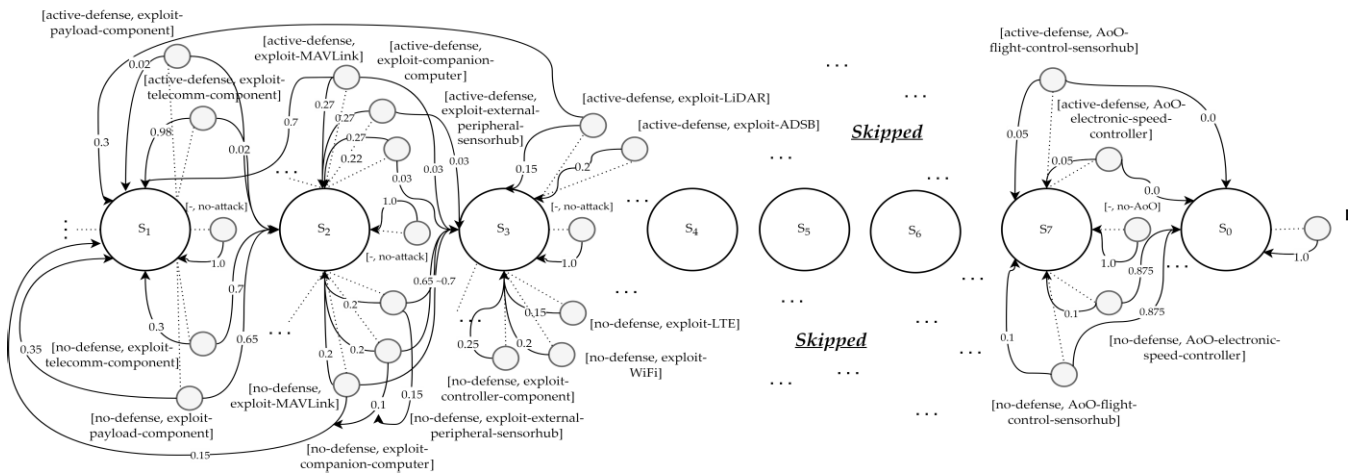 [active-defense, exploit-
payload-component]
0.02
[active-defense, exploit-
telecomm-component]
0.98
0.3
0.02
0.7
[active-defense,
exploit-MAVLink]
[active-defense,
exploit-companion-
computer]
[active-defense,
exploit-external-
peripheral-
sensorhub]
0.27
0.27
0.27
0.22
0.03
0.03
0.03
[active-defense, exploit-LiDAR]
[active-defense, exploit-ADSB]
0.15
0.2
...
...
Skipped
...
...
[active-defense, AoO-
flight-control-sensorhub]
[active-defense, AoO-
electronic-speed-
controller]
0.05
0.05
0.0
0.0
...
S1
[-, no-attack]
1.0
...
S2
1.0
[-, no-attack]
S3
[-, no-attack]
1.0
...
S4
S5
S6
S7
[-, no-AoO]
1.0
S0
1.0
0.3
0.7
0.65
0.35
[no-defense, exploit-
telecomm-component]
[no-defense, exploit-
payload-component]
0.15
...
0.2
0.2
0.2
0.65 ~0.7
[no-defense,
exploit-MAVLink]
0.1
0.15
[no-defense, exploit-
companion-computer]
[no-defense, exploit-external-
peripheral-sensorhub]
...
0.25
0.2
0.15
[no-defense, exploit-LTE]
[no-defense, exploit-
WiFi]
[no-defense, exploit-
controller-component]
...
...
...
Skipped
...
...
...
...
...
0.1
0.1
0.875
0.875
...
[no-defense, AoO-electronic-
speed-controller]
[no-defense, AoO-flight-
control-sensorhub]